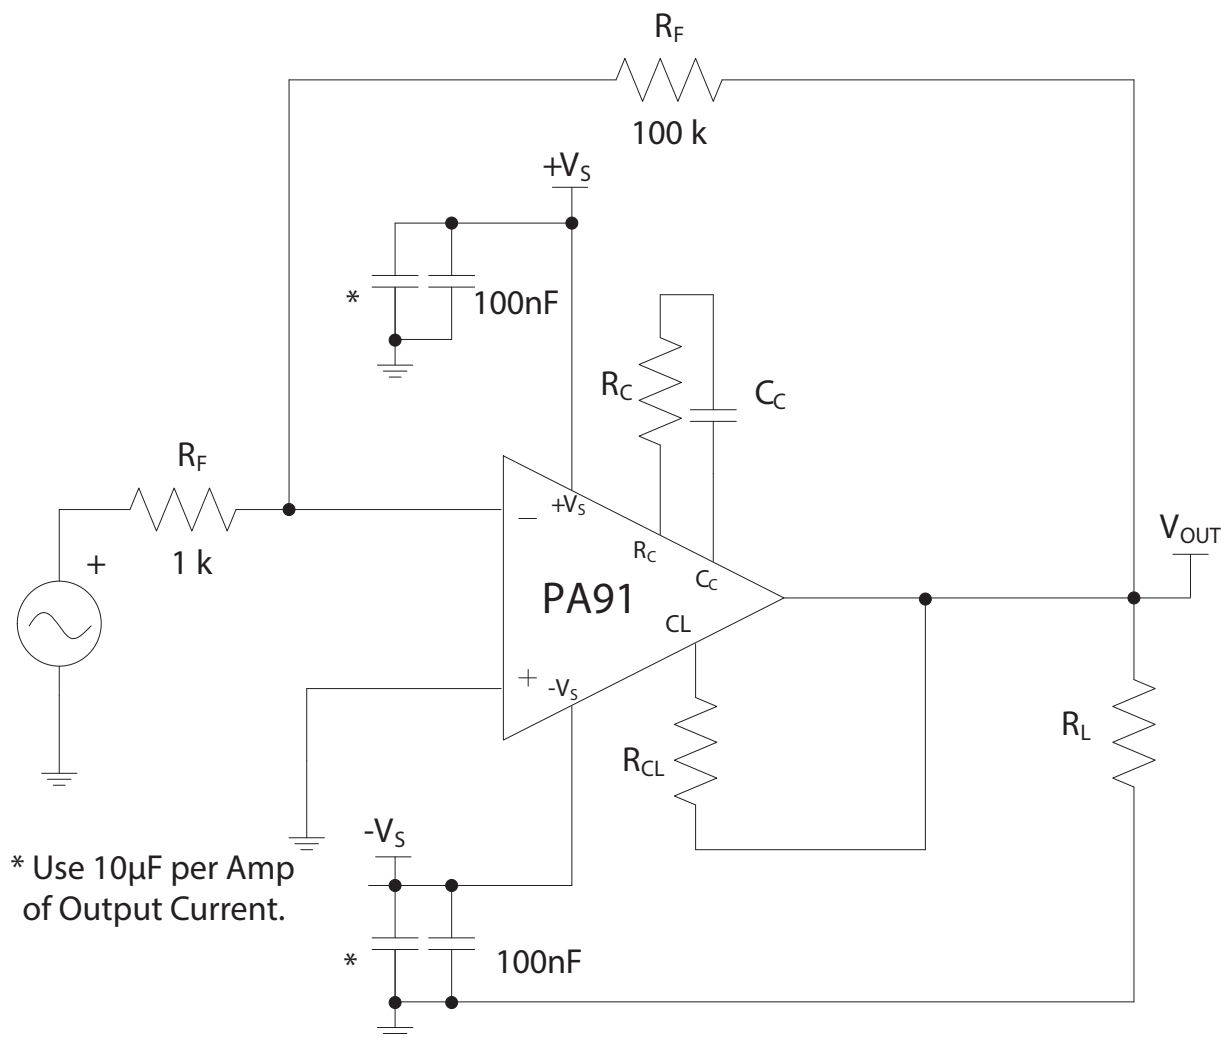 R_F
100 k
+V_S
*
100nF
R_C
C_C
R_F
1 k
+
−
+V_S
R_C
C_C
PA91
CL
+
-V_S
V_OUT
R_CL
R_L
-V_S
* Use 10µF per Amp
of Output Current.
*
100nF